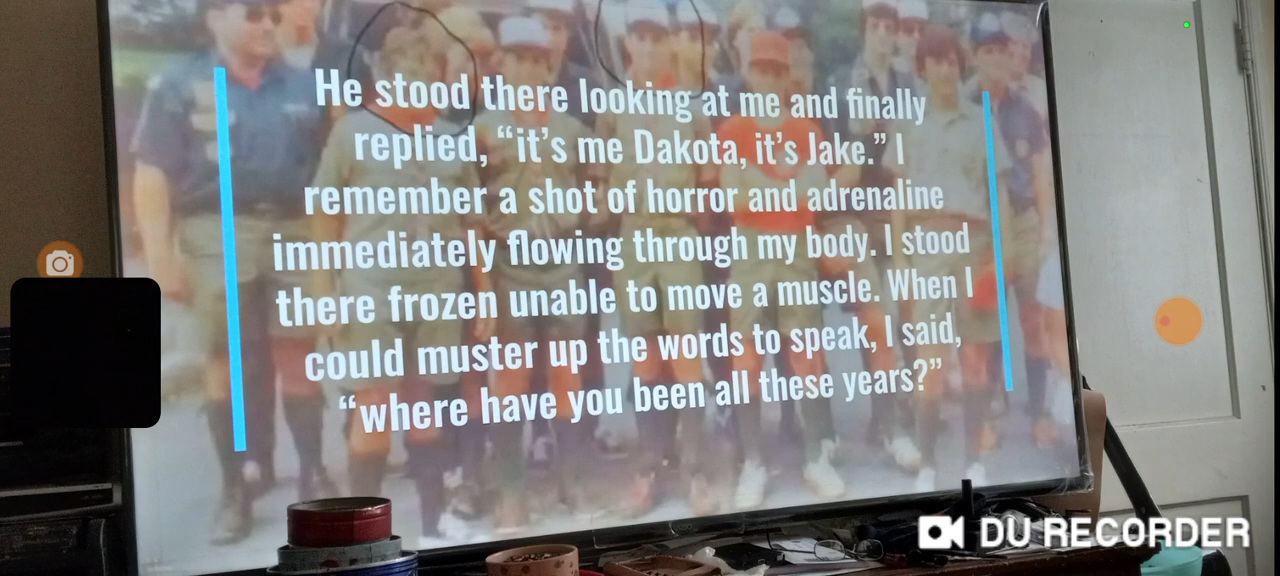 He stood there looking at me and finally
replied, “it’s me Dakota, it’s Jake.” I
remember a shot of horror and adrenaline
immediately flowing through my body. I stood
there frozen unable to move a muscle. When I
could muster up the words to speak, I said,
“where have you been all these years?”
DU RECORDER